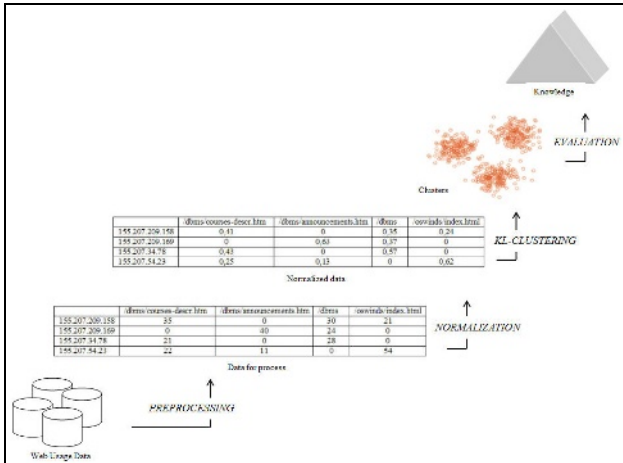 Knowledge
EVALUATION
Clusters
/dbms/courses-descr.htm /dbms/announcements.htm /dbms /oswinds/index.html
155.207.209.158 0,41 0 0,35 0,24
155.207.209.169 0 0,63 0,37 0
155.207.34.78 0,43 0 0,57 0
155.207.54.23 0,25 0,13 0 0,62
KL-CLUSTERING
Normalized data
/dbms/courses-descr.htm /dbms/announcements.htm /dbms /oswinds/index.html
155.207.209.158 35 0 30 21
155.207.209.169 0 40 24 0
155.207.34.78 21 0 28 0
155.207.54.23 22 11 0 54
NORMALIZATION
Data for process
PREPROCESSING
Web Usage Data